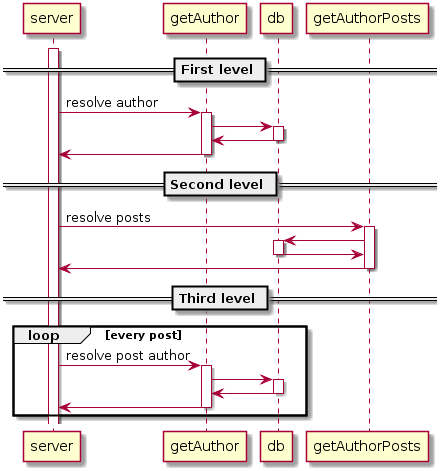 server getAuthor db getAuthorPosts
First level
resolve author
Second level
resolve posts
Third level
loop [every post]
resolve post author
server getAuthor db getAuthorPosts